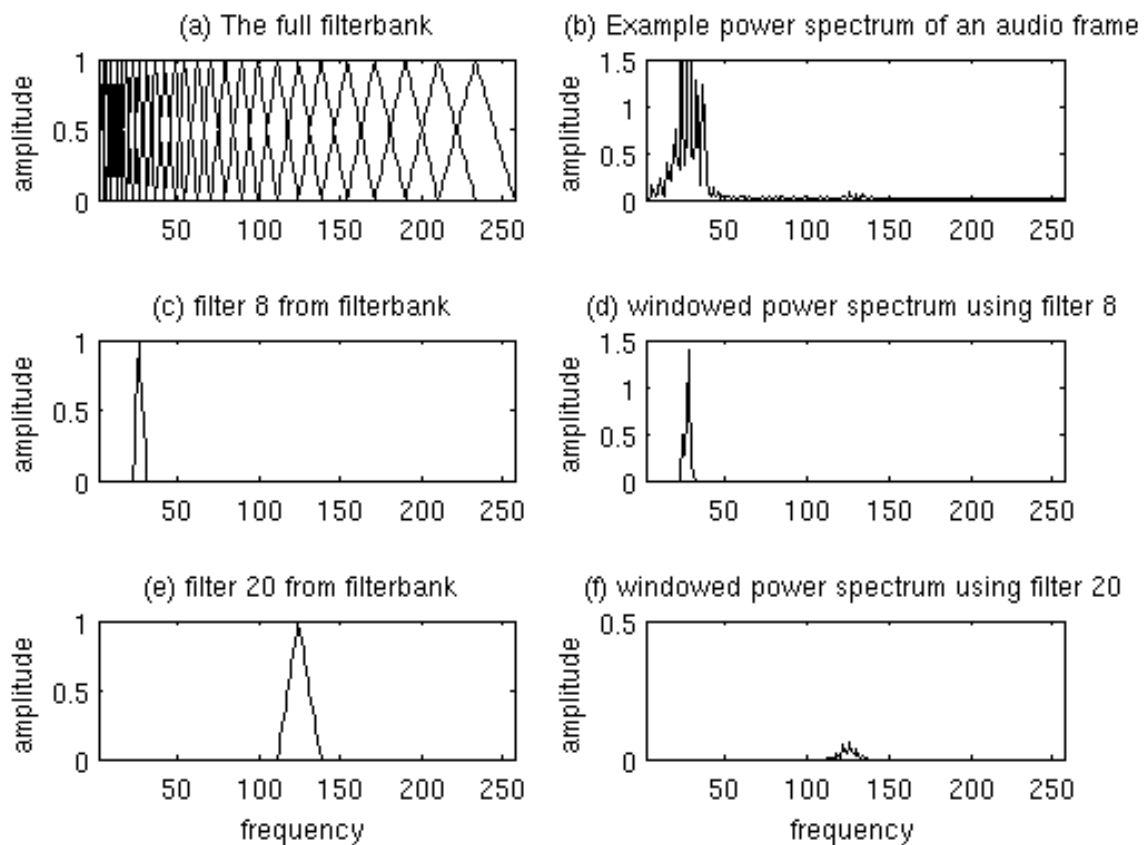 (a) The full filterbank
(b) Example power spectrum of an audio frame
amplitude
1
0.5
0
50 100 150 200 250
amplitude
1.5
1
0.5
0
50 100 150 200 250
(c) filter 8 from filterbank
(d) windowed power spectrum using filter 8
amplitude
1
0.5
0
50 100 150 200 250
amplitude
1.5
1
0.5
0
50 100 150 200 250
(e) filter 20 from filterbank
(f) windowed power spectrum using filter 20
amplitude
1
0.5
0
50 100 150 200 250
frequency
amplitude
0.5
0
50 100 150 200 250
frequency